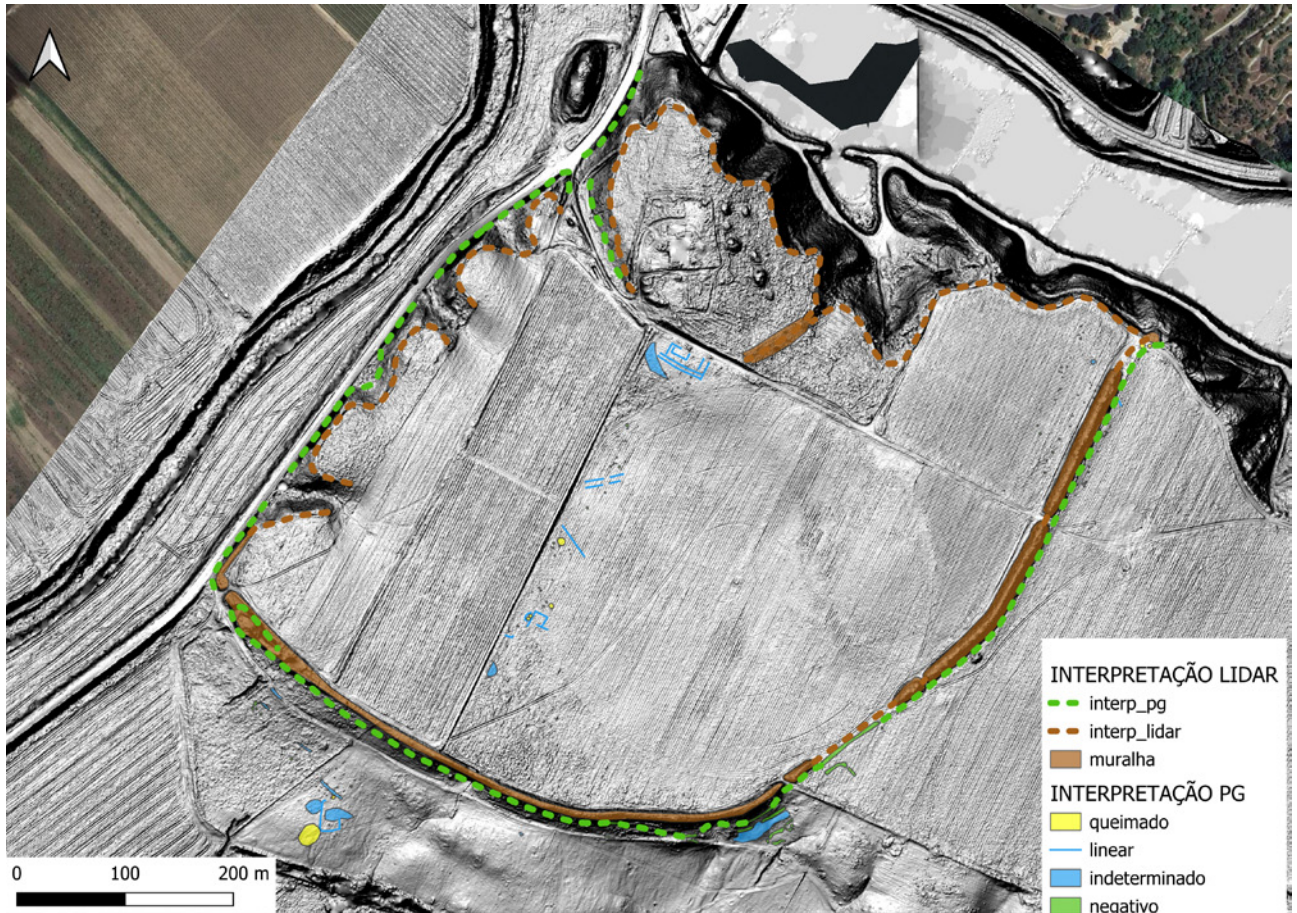 INTERPRETAÇÃO LIDAR
interp_pg
interp_lidar
muralha
INTERPRETAÇÃO PG
queimado
linear
indeterminado
negativo
0 100 200 m